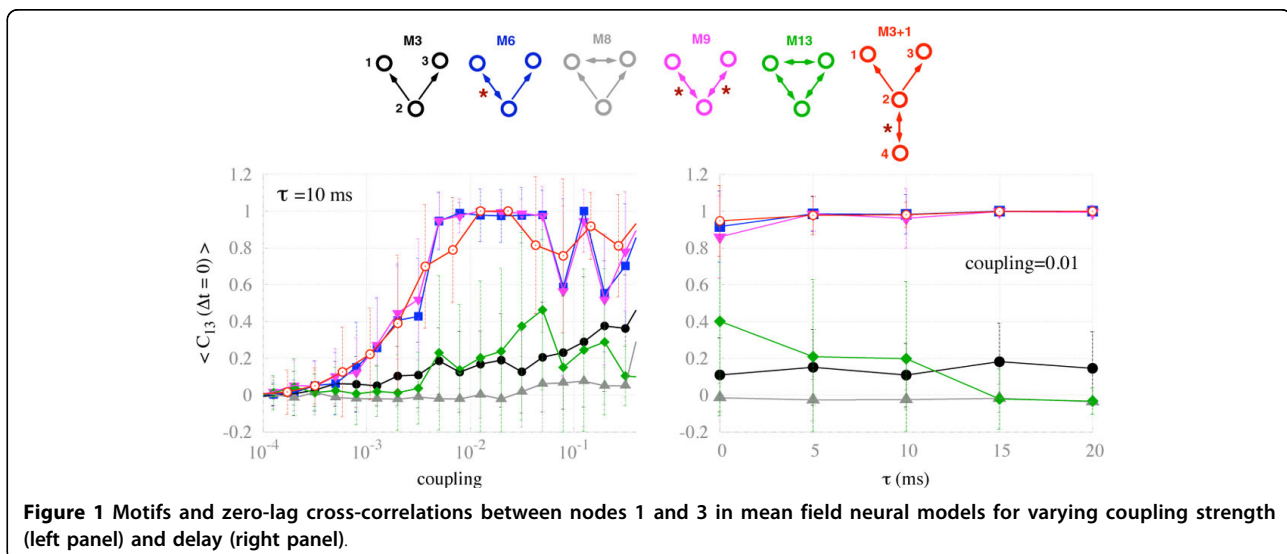 M3 M6 M8 M9 M13 M3+1
1 3 1 3
* * * 
2 2
*
4
1.2 1.2
τ =10 ms
1 1
0.8 0.8
coupling=0.01
0.6 0.6
0.4 0.4
0.2 0.2
0 0
-0.2 -0.2
< C13 (Δt = 0) >
10-4 10-3 10-2 10-1 0 5 10 15 20
coupling τ (ms)
Figure 1 Motifs and zero-lag cross-correlations between nodes 1 and 3 in mean field neural models for varying coupling strength
(left panel) and delay (right panel).